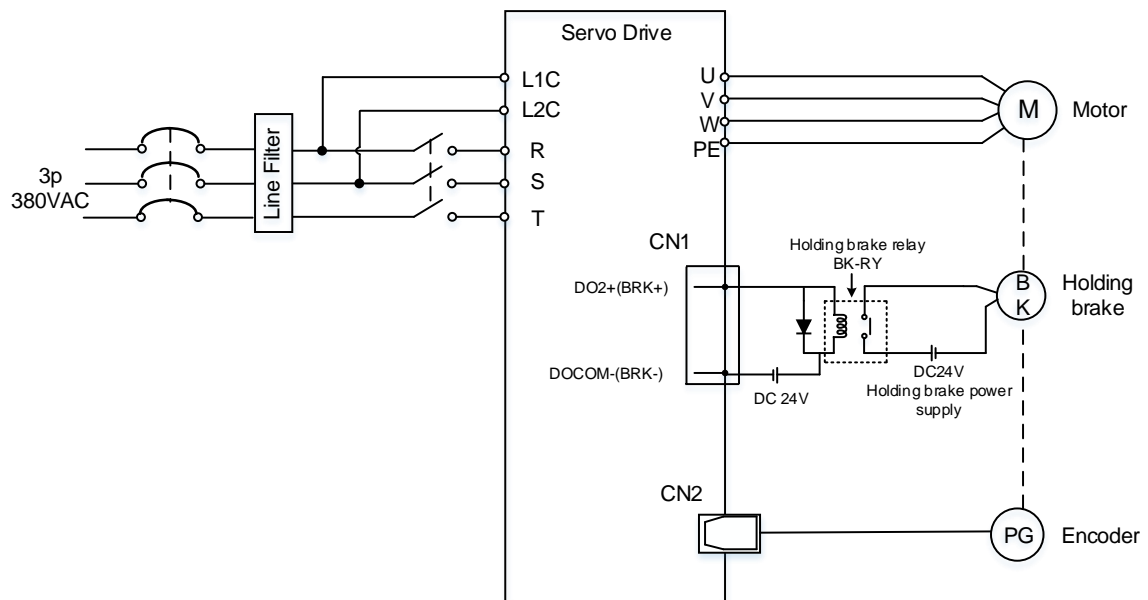 Servo Drive
L1C
L2C
R
S
T
3p
380VAC
Line Filter
U
V
W
PE
M
Motor
CN1
DO2+(BRK+)
DOCOM-(BRK-)
Holding brake relay
BK-RY
DC 24V
DC24V
Holding brake power
supply
B
K
Holding
brake
CN2
PG
Encoder